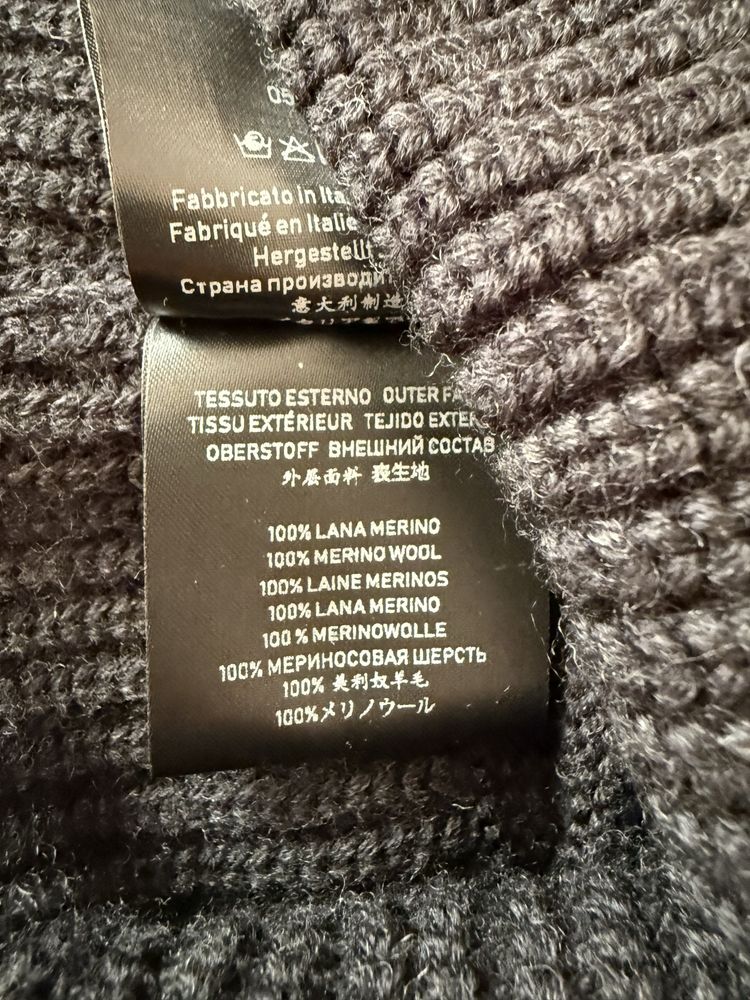 05
Fabbricato in Ita
Fabriqué en Italie
Hergestellt
Страна производит
意大利制造
TESSUTO ESTERNO OUTER FA
TISSU EXTÉRIEUR TEJIDO EXTE
OBERSTOFF ВНЕШНИЙ СОСТАВ
外层面料 表生地
100% LANA MERINO
100% MERINO WOOL
100% LAINE MERINOS
100% LANA MERINO
100 % MERINOWOLLE
100% МЕРИНОСОВАЯ ШЕРСТЬ
100% 美利奴羊毛
100%メリノウール